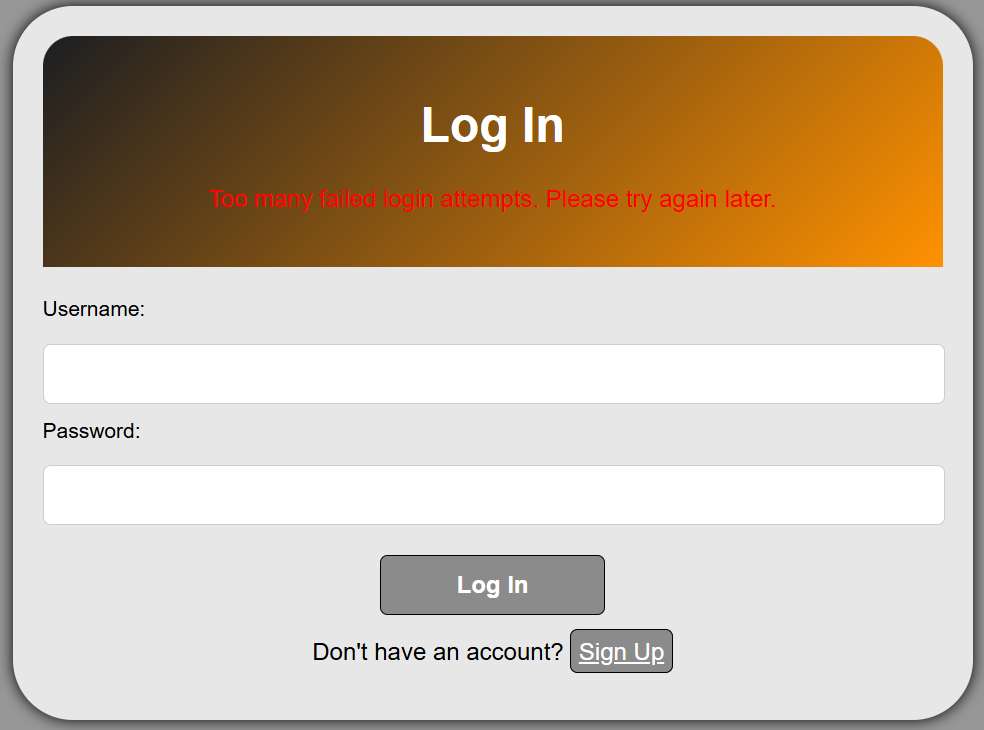 Log In
Too many failed login attempts. Please try again later.
Username:
Password:
Log In
Don't have an account? Sign Up